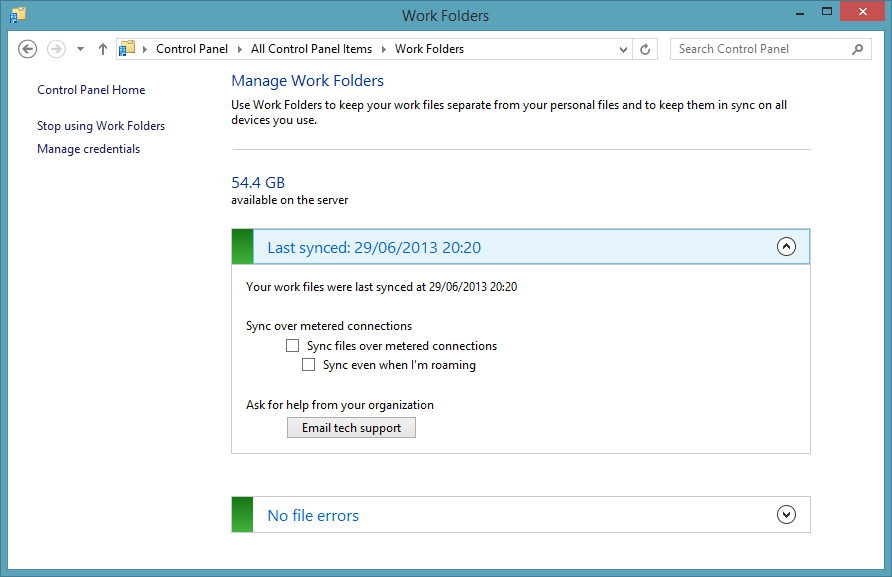 Work Folders
Control Panel
All Control Panel Items
Work Folders
Search Control Panel
Control Panel Home
Stop using Work Folders
Manage credentials
Manage Work Folders
Use Work Folders to keep your work files separate from your personal files and to keep them in sync on all
devices you use.
54.4 GB
available on the server
Last synced: 29/06/2013 20:20
Your work files were last synced at 29/06/2013 20:20
Sync over metered connections
Sync files over metered connections
Sync even when I'm roaming
Ask for help from your organization
Email tech support
No file errors